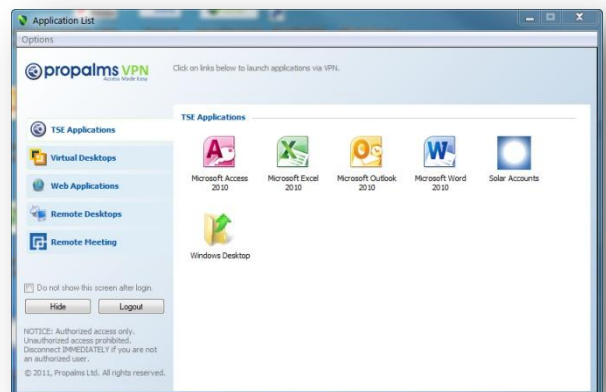 Application List
Options
propalms VPN
Access Made Easy
Click on links below to launch applications via VPN.
TSE Applications
Virtual Desktops
Web Applications
Remote Desktops
Remote Meeting
TSE Applications
Microsoft Access
2010
Microsoft Excel
2010
Microsoft Outlook
2010
Microsoft Word
2010
Solar Accounts
Windows Desktop
Do not show this screen after login.
Hide
Logout
NOTICE: Authorized access only.
Unauthorized access prohibited.
Disconnect IMMEDIATELY if you are not
an authorized user.
© 2011, Propalms Ltd. All rights reserved.